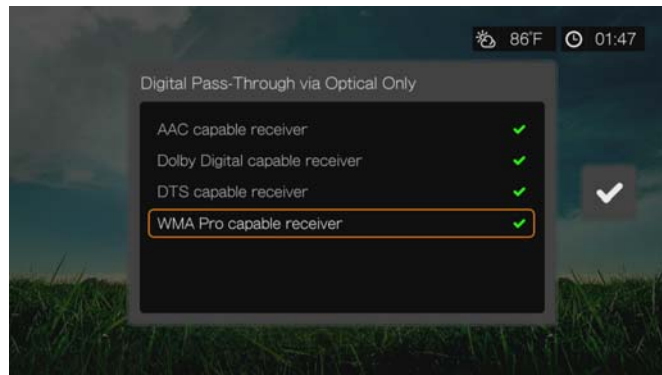 86°F 01:47
Digital Pass-Through via Optical Only
AAC capable receiver
Dolby Digital capable receiver
DTS capable receiver
WMA Pro capable receiver